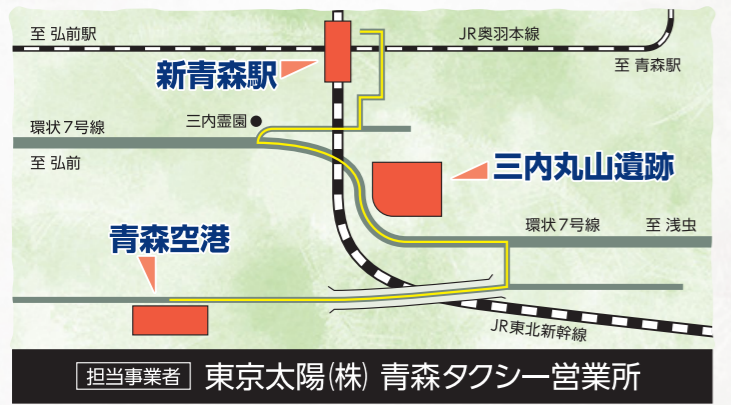 至 弘前駅
JR奥羽本線
至 青森駅
新青森駅
三内霊園
環状7号線
至 弘前
三内丸山遺跡
環状7号線
至 浅虫
青森空港
JR東北新幹線
担当事業者 東京太陽(株) 青森タクシー営業所